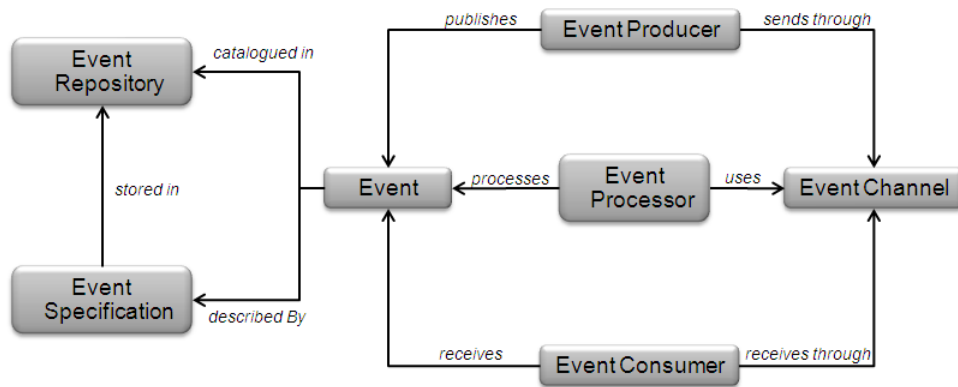 publishes
Event Producer
sends through
catalogued in
Event
Repository
stored in
Event
processes
Event
Processor
uses
Event Channel
Event
Specification
described By
receives
Event Consumer
receives through